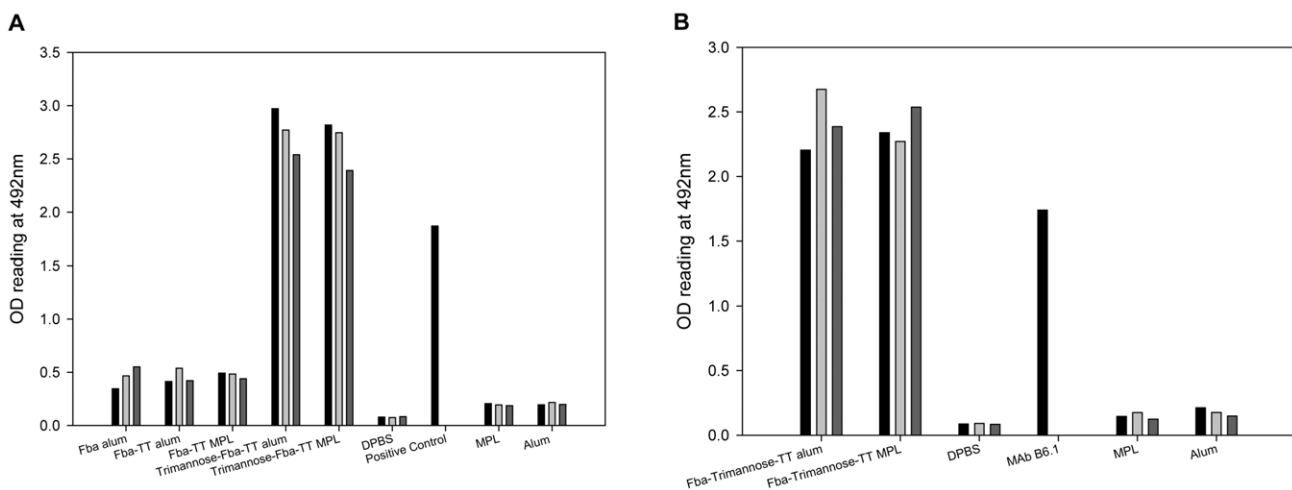 A
OD reading at 492nm
3.5
3.0
2.5
2.0
1.5
1.0
0.5
0.0
Fba alum
Fba-TT alum
Fba-TT MPL
Trimannose-Fba-TT alum
Trimannose-Fba-TT MPL
DPBS
Positive Control
MPL
Alum
B
OD reading at 492nm
3.0
2.5
2.0
1.5
1.0
0.5
0.0
Fba-Trimannose-TT alum
Fba-Trimannose-TT MPL
DPBS
MAb B6.1
MPL
Alum